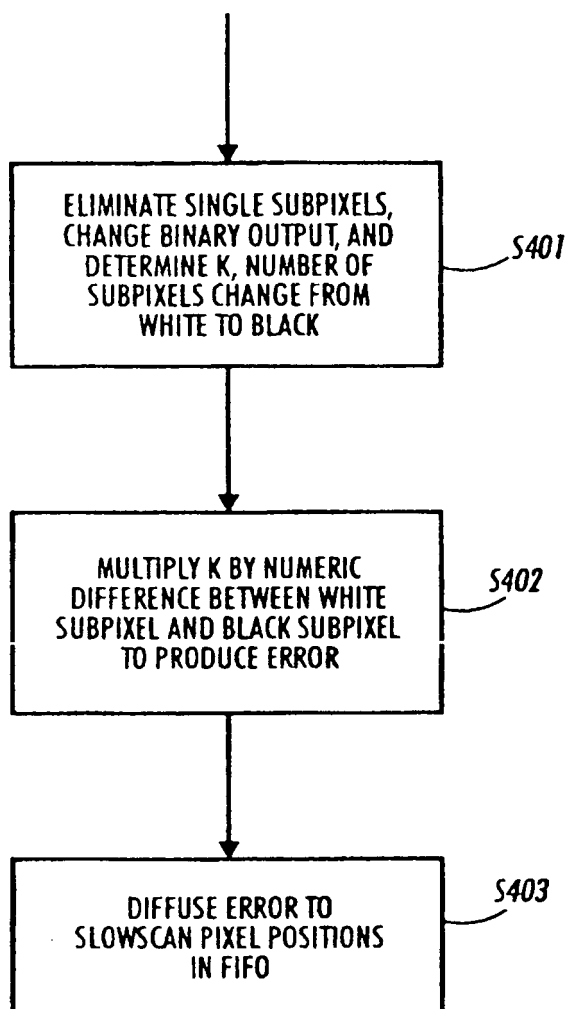 ELIMINATE SINGLE SUBPIXELS,
CHANGE BINARY OUTPUT, AND
DETERMINE K, NUMBER OF
SUBPIXELS CHANGE FROM
WHITE TO BLACK
S401
MULTIPLY K BY NUMERIC
DIFFERENCE BETWEEN WHITE
SUBPIXEL AND BLACK SUBPIXEL
TO PRODUCE ERROR
S402
DIFFUSE ERROR TO
SLOWSCAN PIXEL POSITIONS
IN FIFO
S403